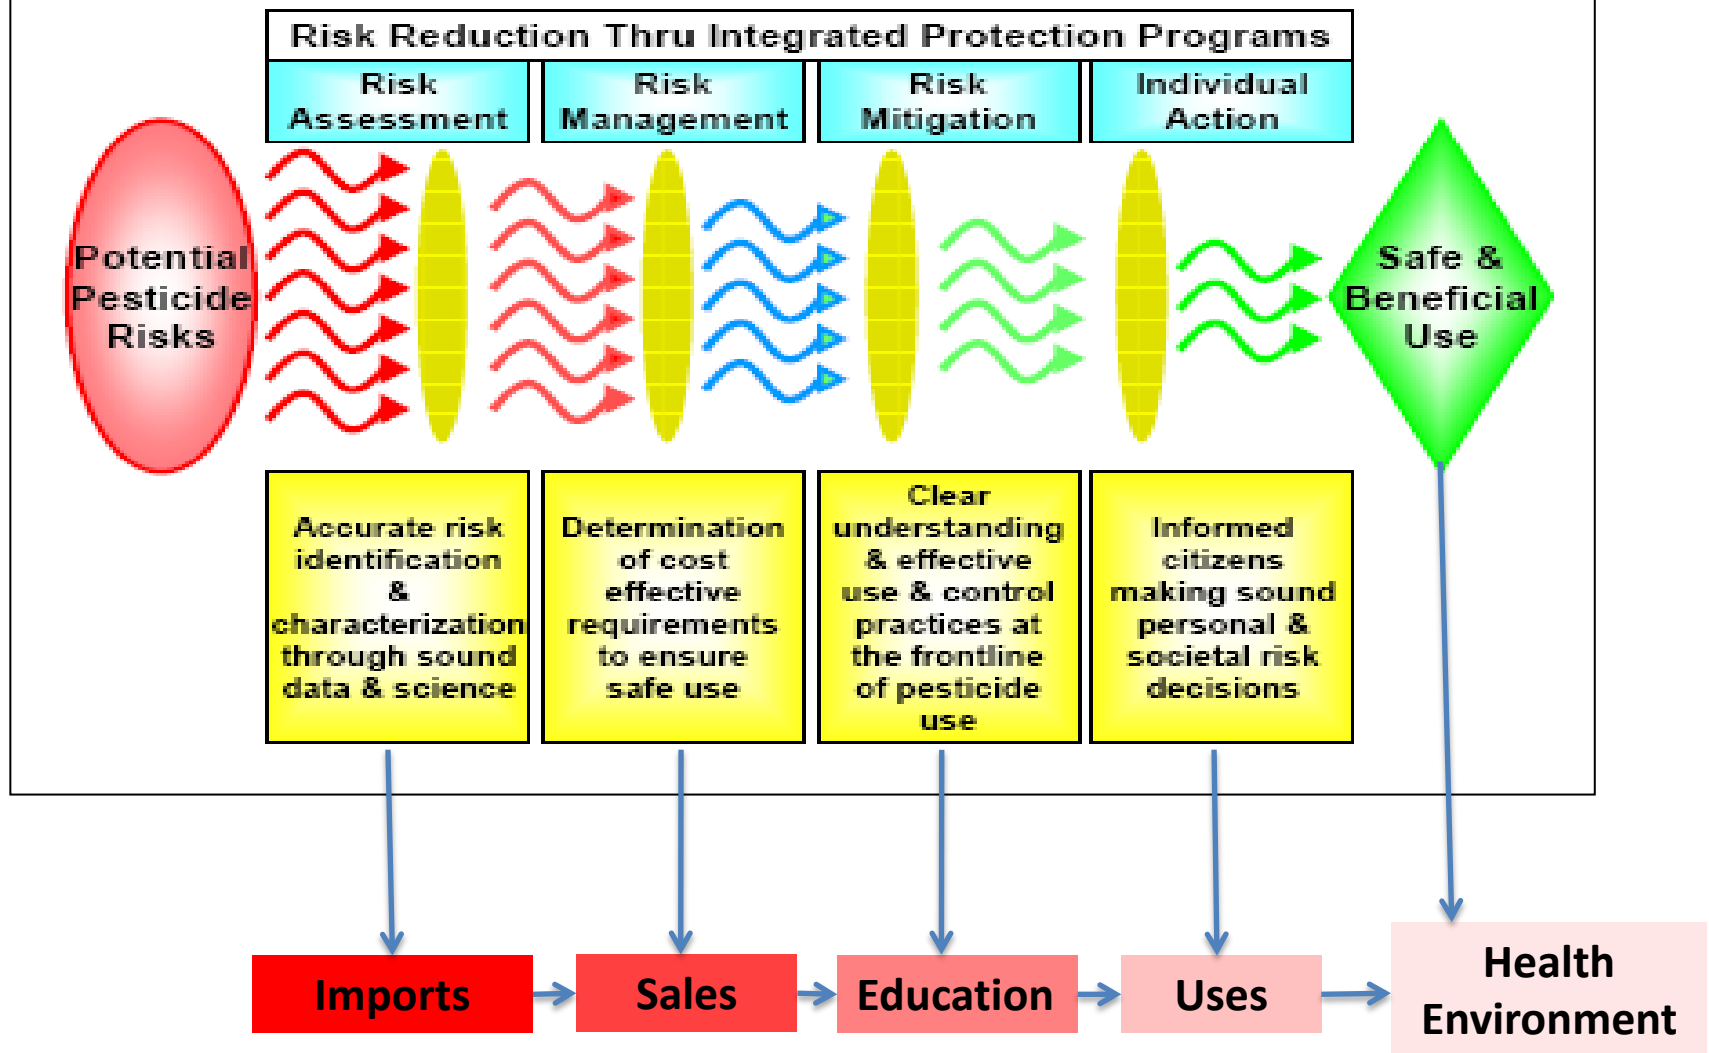 Risk Reduction Thru Integrated Protection Programs
Risk
Assessment
Risk
Management
Risk
Mitigation
Individual
Action
Potential
Pesticide
Risks
Safe &
Beneficial
Use
Accurate risk
identification
&
characterization
through sound
data & science
Determination
of cost
effective
requirements
to ensure
safe use
Clear
understanding
& effective
use & control
practices at
the frontline
of pesticide
use
Informed
citizens
making sound
personal &
societal risk
decisions
Imports
Sales
Education
Uses
Health
Environment